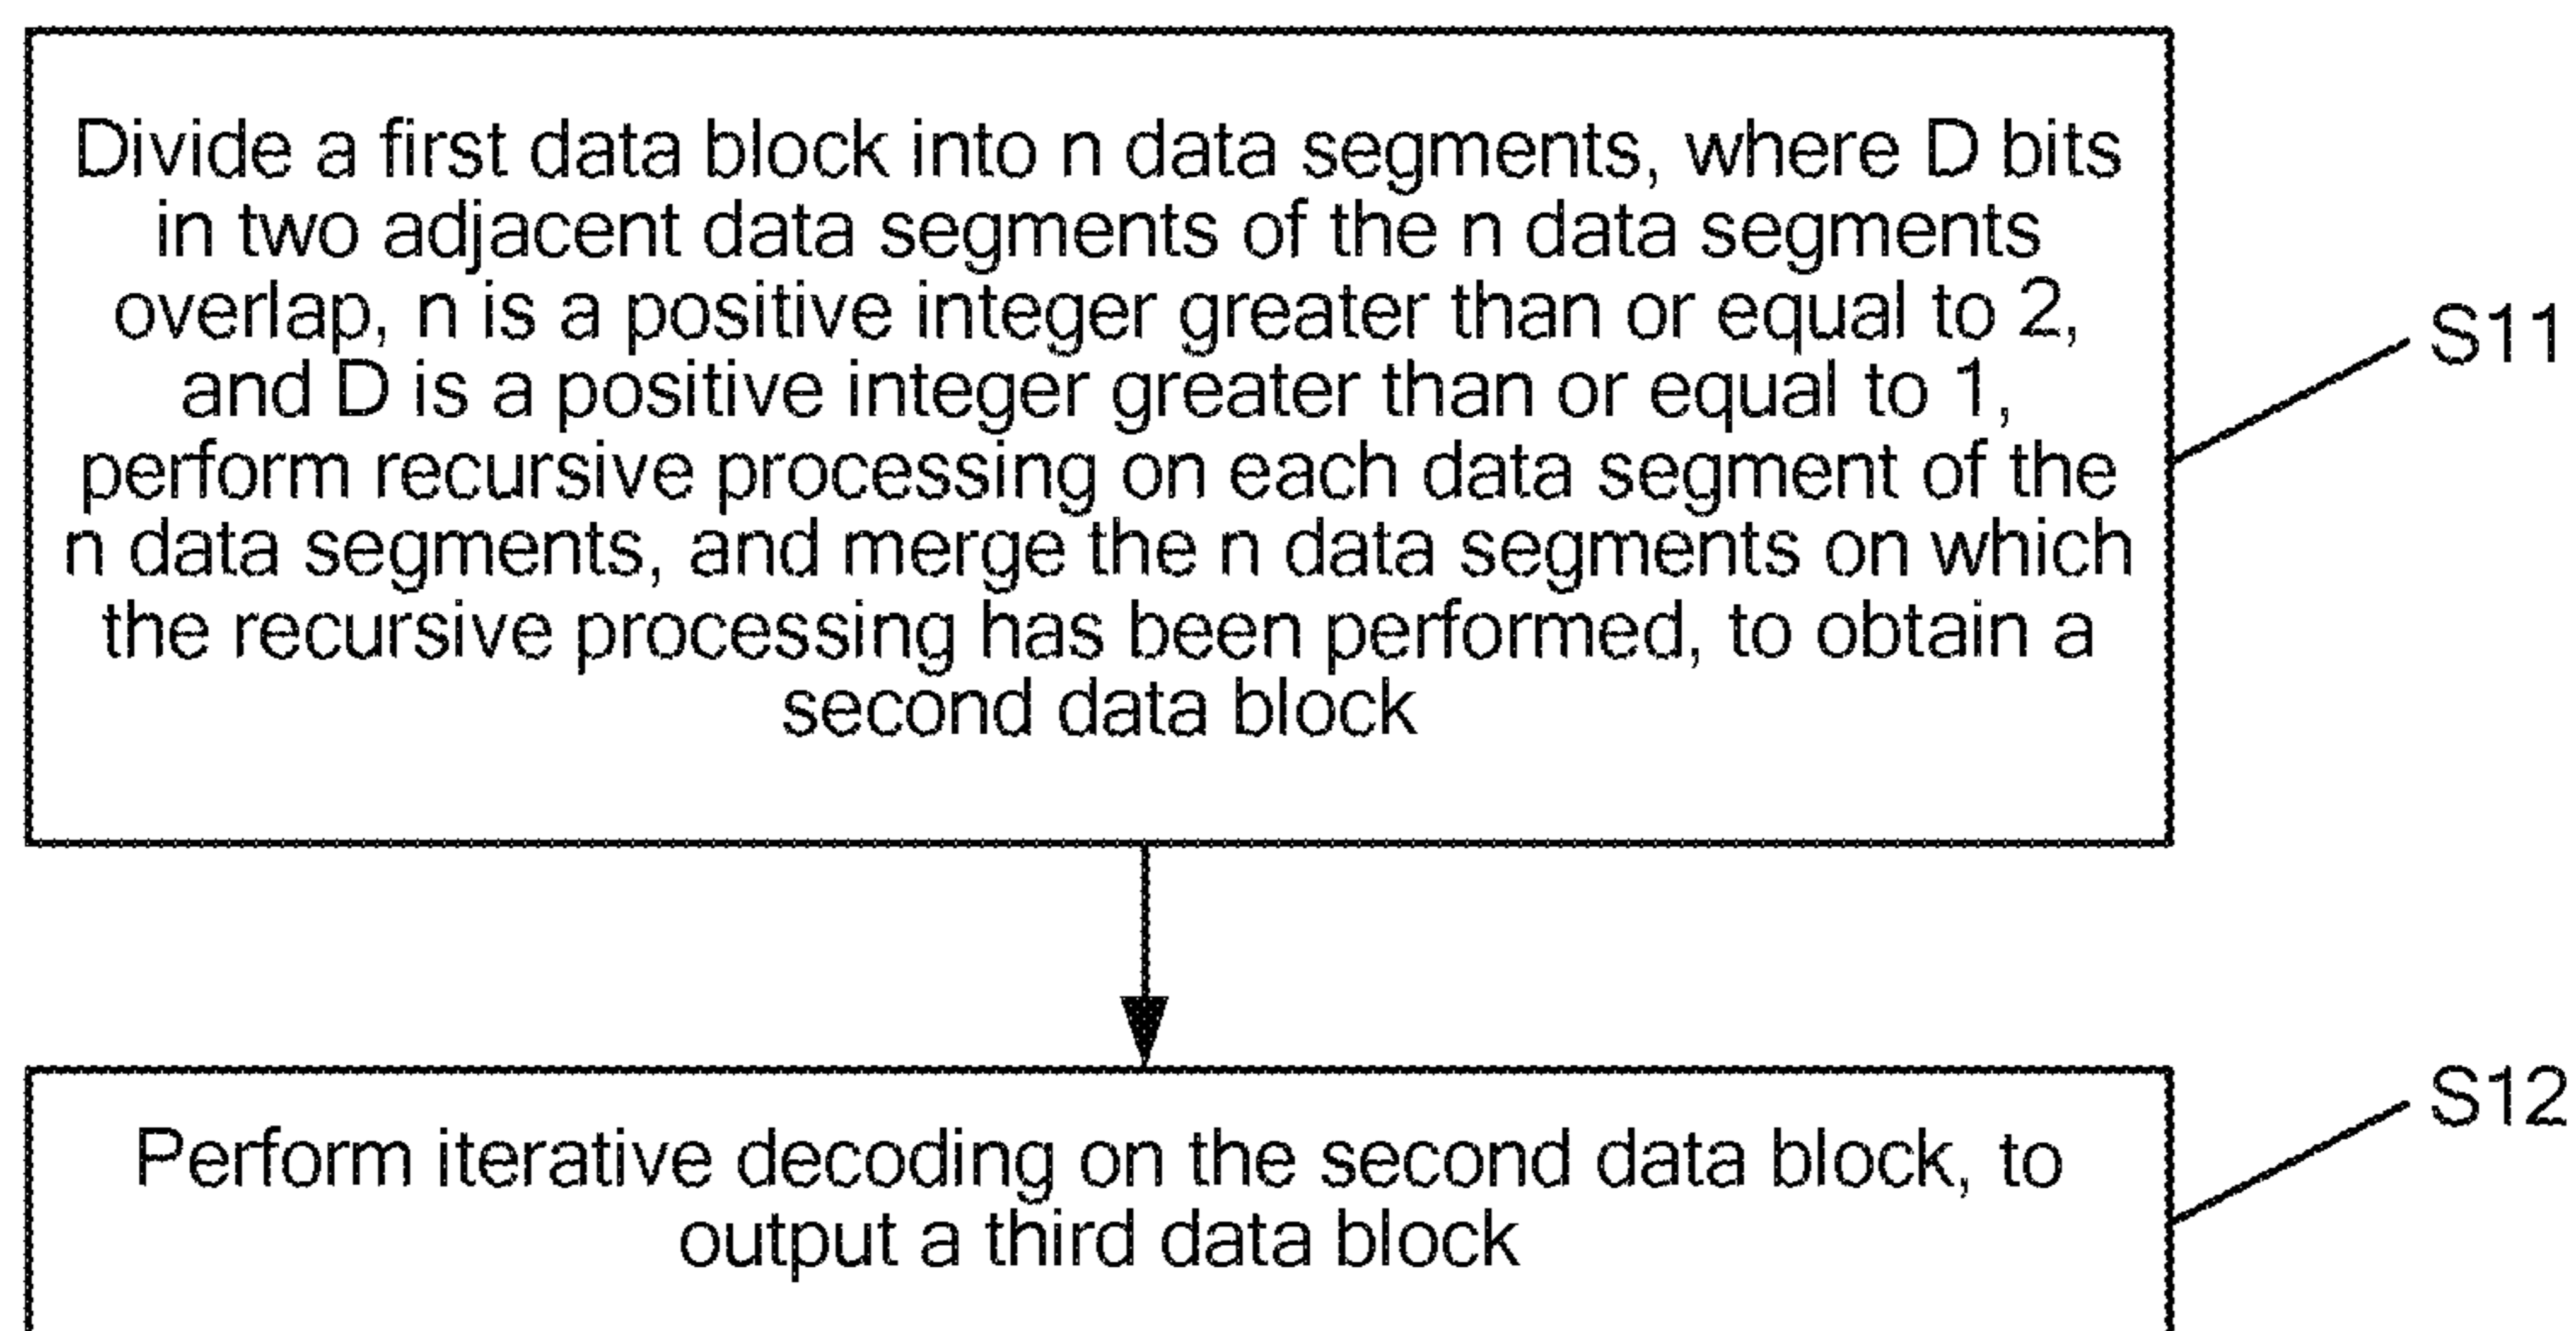 Divide a first data block into n data segments, where D bits
in two adjacent data segments of the n data segments
overlap, n is a positive integer greater than or equal to 2,
and D is a positive integer greater than or equal to 1,
perform recursive processing on each data segment of the
n data segments, and merge the n data segments on which
the recursive processing has been performed, to obtain a
second data block
S11
Perform iterative decoding on the second data block, to
output a third data block
S12